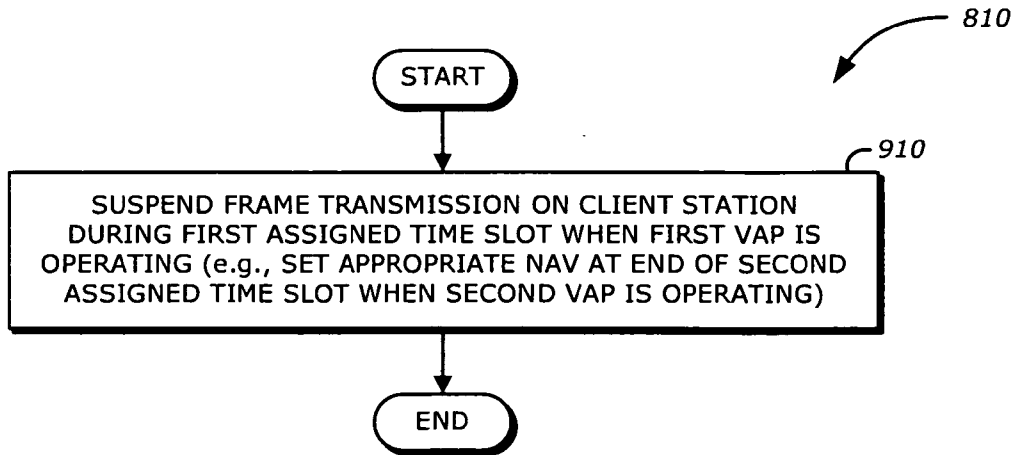 810
START
910
SUSPEND FRAME TRANSMISSION ON CLIENT STATION
DURING FIRST ASSIGNED TIME SLOT WHEN FIRST VAP IS
OPERATING (e.g., SET APPROPRIATE NAV AT END OF SECOND
ASSIGNED TIME SLOT WHEN SECOND VAP IS OPERATING)
END